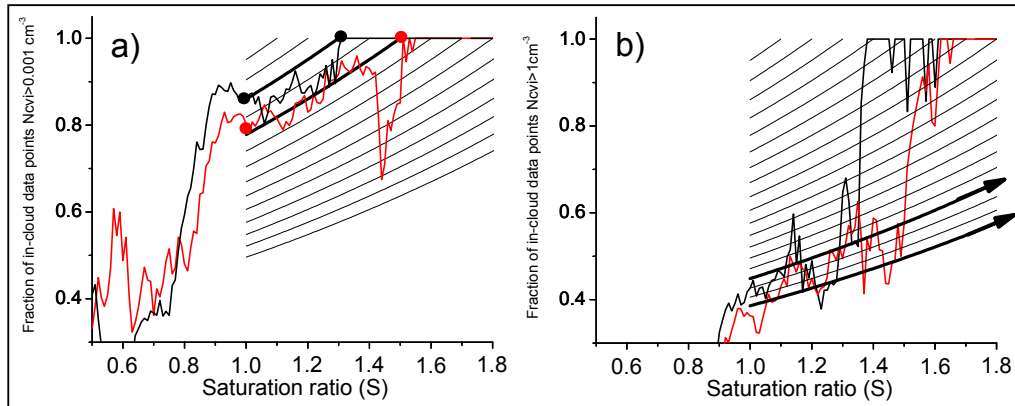 a)
Fraction of in-cloud data points Ncvi>0.001 cm-3
1.0
0.8
0.6
0.4
0.6 0.8 1.0 1.2 1.4 1.6 1.8
Saturation ratio (S)
b)
Fraction of in-cloud data points Ncvi>1cm-3
1.0
0.8
0.6
0.4
0.6 0.8 1.0 1.2 1.4 1.6 1.8
Saturation ratio (S)